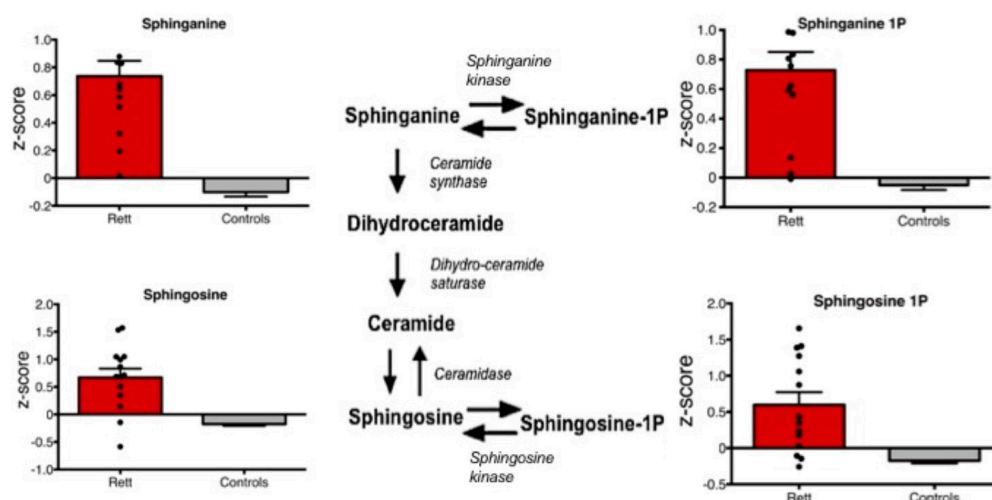 Sphinganine
z-score
1.0
0.8
0.6
0.4
0.2
0
-0.2
Rett
Controls
Sphinganine 1P
z-score
1.0
0.8
0.6
0.4
0.2
0
-0.2
Rett
Controls
Sphinganine
kinase
Sphinganine
Sphinganine-1P
Ceramide
synthase
Dihydroceramide
Dihydro-ceramide
saturase
Ceramide
Ceramidase
Sphingosine
Sphingosine-1P
Sphingosine
kinase
Sphingosine
z-score
2.0
1.5
1.0
0.5
0
-0.5
-1.0
Rett
Controls
Sphingosine 1P
z-score
2.0
1.5
1.0
0.5
0
-0.5
Rett
Controls